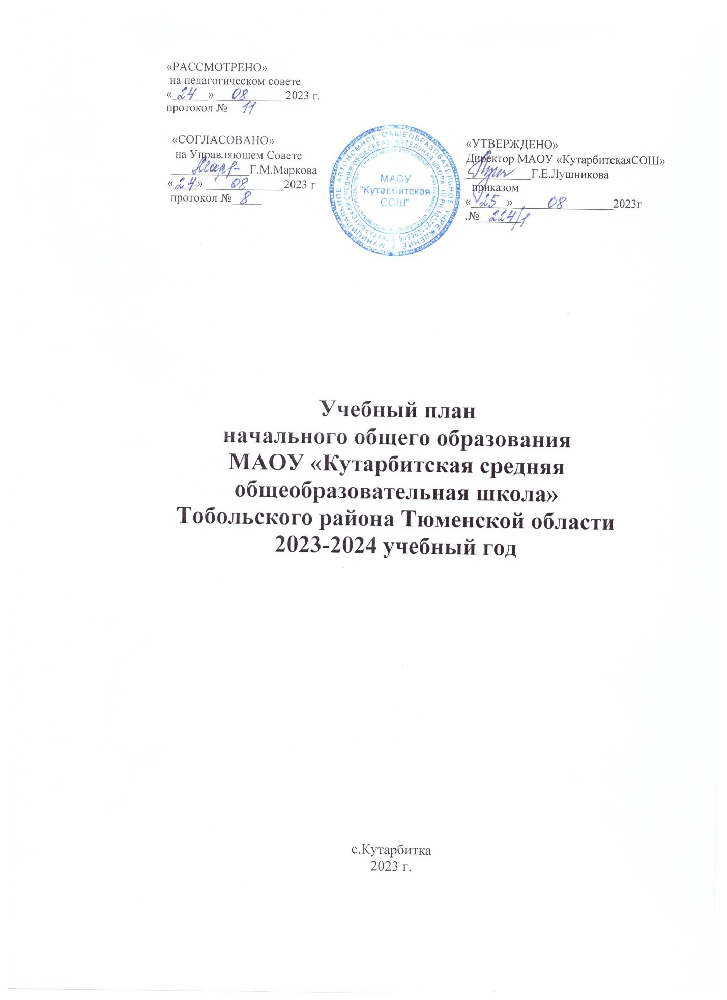 «РАССМОТРЕНО»
на педагогическом совете
«24» 08 2023 г.
протокол № 11
«СОГЛАСОВАНО»
на Управляющем Совете
Г.М.Маркова
«24» 08 2023 г
протокол № 8
МУНИЦИПАЛЬНОЕ АВТОНОМНОЕ ОБЩЕОБРАЗОВАТЕЛЬНОЕ УЧРЕЖДЕНИЕ
"КУТАРБИТСКАЯ СРЕДНЯЯ ОБЩЕОБРАЗОВАТЕЛЬНАЯ ШКОЛА" ОГРН
МАОУ
"Кутарбитская
СОШ"
«УТВЕРЖДЕНО»
Директор МАОУ «КутарбитскаяСОШ»
Г.Е.Лушникова
приказом
«25» 08 2023г
.№ 224/1
Учебный план
начального общего образования
МАОУ «Кутарбитская средняя
общеобразовательная школа»
Тобольского района Тюменской области
2023-2024 учебный год
с.Кутарбитка
2023 г.